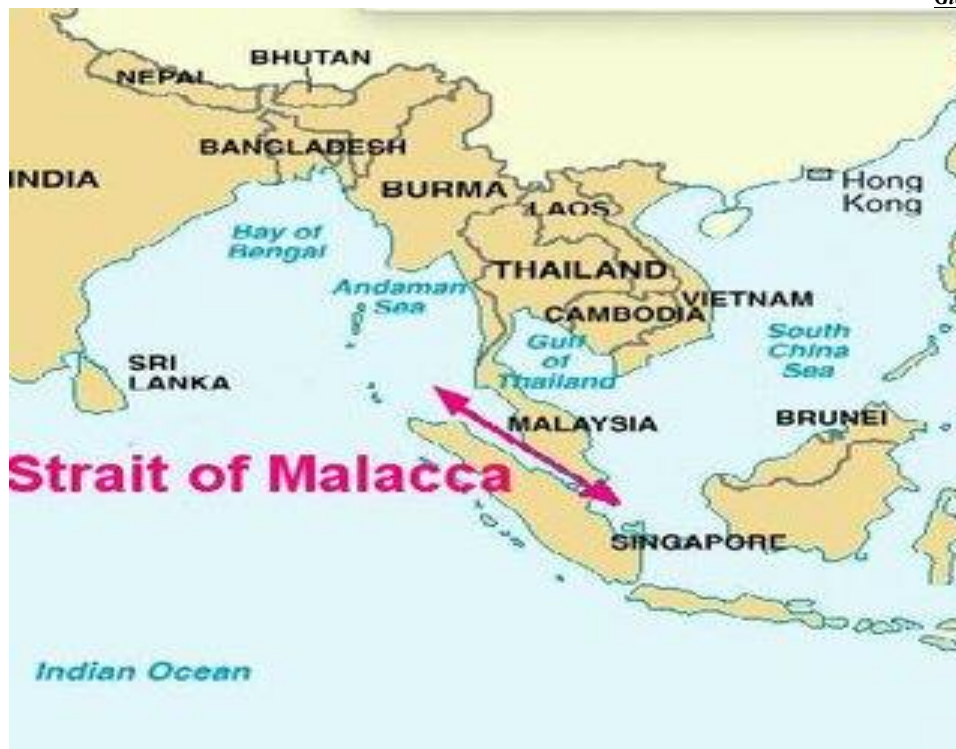 BHUTAN
NEPAL
BANGLADESH
INDIA
BURMA
Hong
Kong
LAOS
Bay of
Bengal
THAILAND
Andaman
Sea
VIETNAM
CAMBODIA
Gulf
of
Thailand
South
China
Sea
SRI
LANKA
MALAYSIA
BRUNEI
Strait of Malacca
SINGAPORE
Indian Ocean